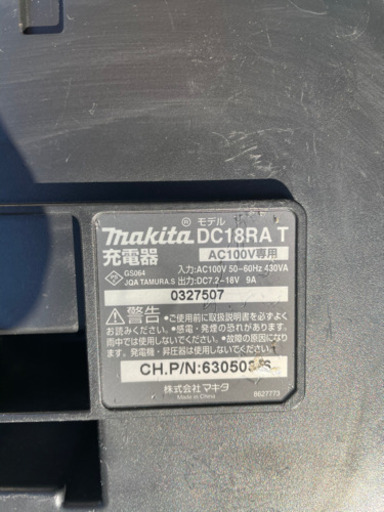 モデル
makita DC18RA T
充電器 AC100V専用
GS064 入力:AC100V 50-60Hz 430VA
JQA TAMURA.S 出力:DC7.2-18V 9A
0327507
警告 ・ご使用前に取扱説明書を必ずよくお
読みください。・感電・発煙の恐れがあります。
雨中では使用しないでください。・故障の原因になり
ます。発電機・昇圧器は使用しないでください。
CH.P/N:630503
株式会社マキタ
Made in China 8627773